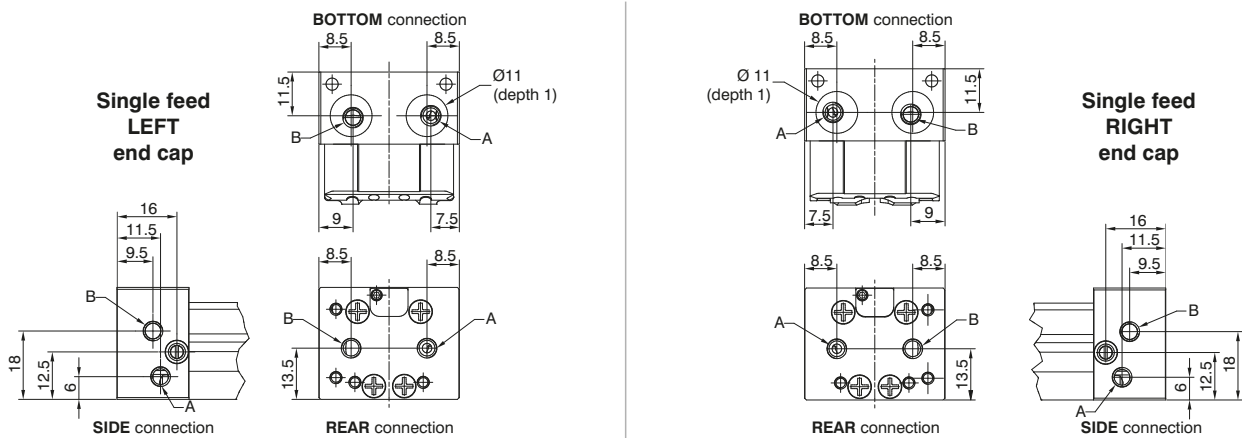 BOTTOM connection
8.5
8.5
11.5
Ø11
(depth 1)
B
A
9
7.5
Single feed
LEFT
end cap
16
11.5
9.5
B
18
12.5
6
A
SIDE connection
8.5
8.5
B
A
13.5
REAR connection
BOTTOM connection
8.5
8.5
Ø 11
(depth 1)
11.5
A
B
7.5
9
Single feed
RIGHT
end cap
8.5
8.5
A
B
13.5
REAR connection
16
11.5
9.5
B
A
6
12.5
18
SIDE connection